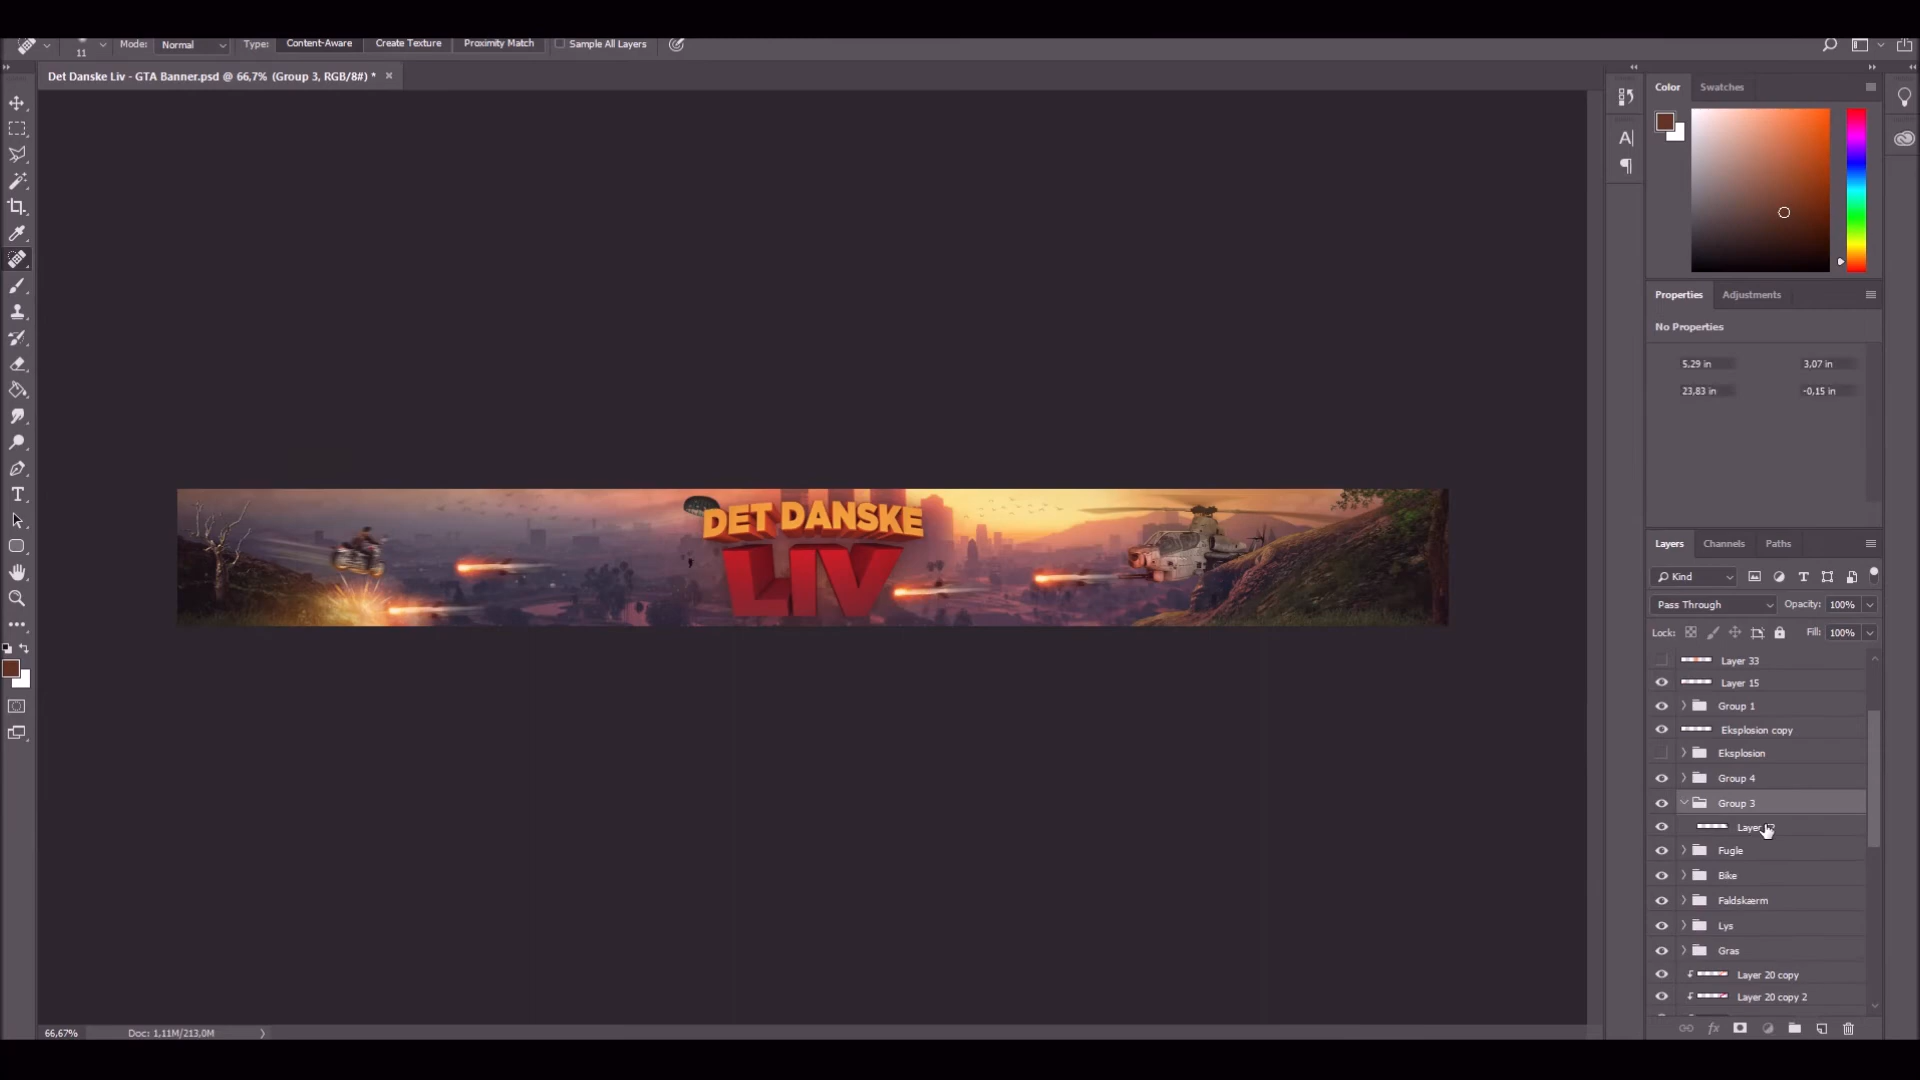 11 Mode: Normal Type: Content-Aware Create Texture Proximity Match Sample All Layers
Det Danske Liv - GTA Banner.psd @ 66,7% (Group 3, RGB/8#) * ×
Color Swatches
Properties Adjustments
No Properties
5,29 in 3,07 in
23,83 in -0,15 in
DET DANSKE
LIV
Layers Channels Paths
Kind
Pass Through Opacity: 100%
Lock: Fill: 100%
Layer 33
Layer 15
Group 1
Eksplosion copy
Eksplosion
Group 4
Group 3
Layer
Fugle
Bike
Faldskærm
Lys
Gras
Layer 20 copy
Layer 20 copy 2
66,67% Doc: 1,11M/213,0M